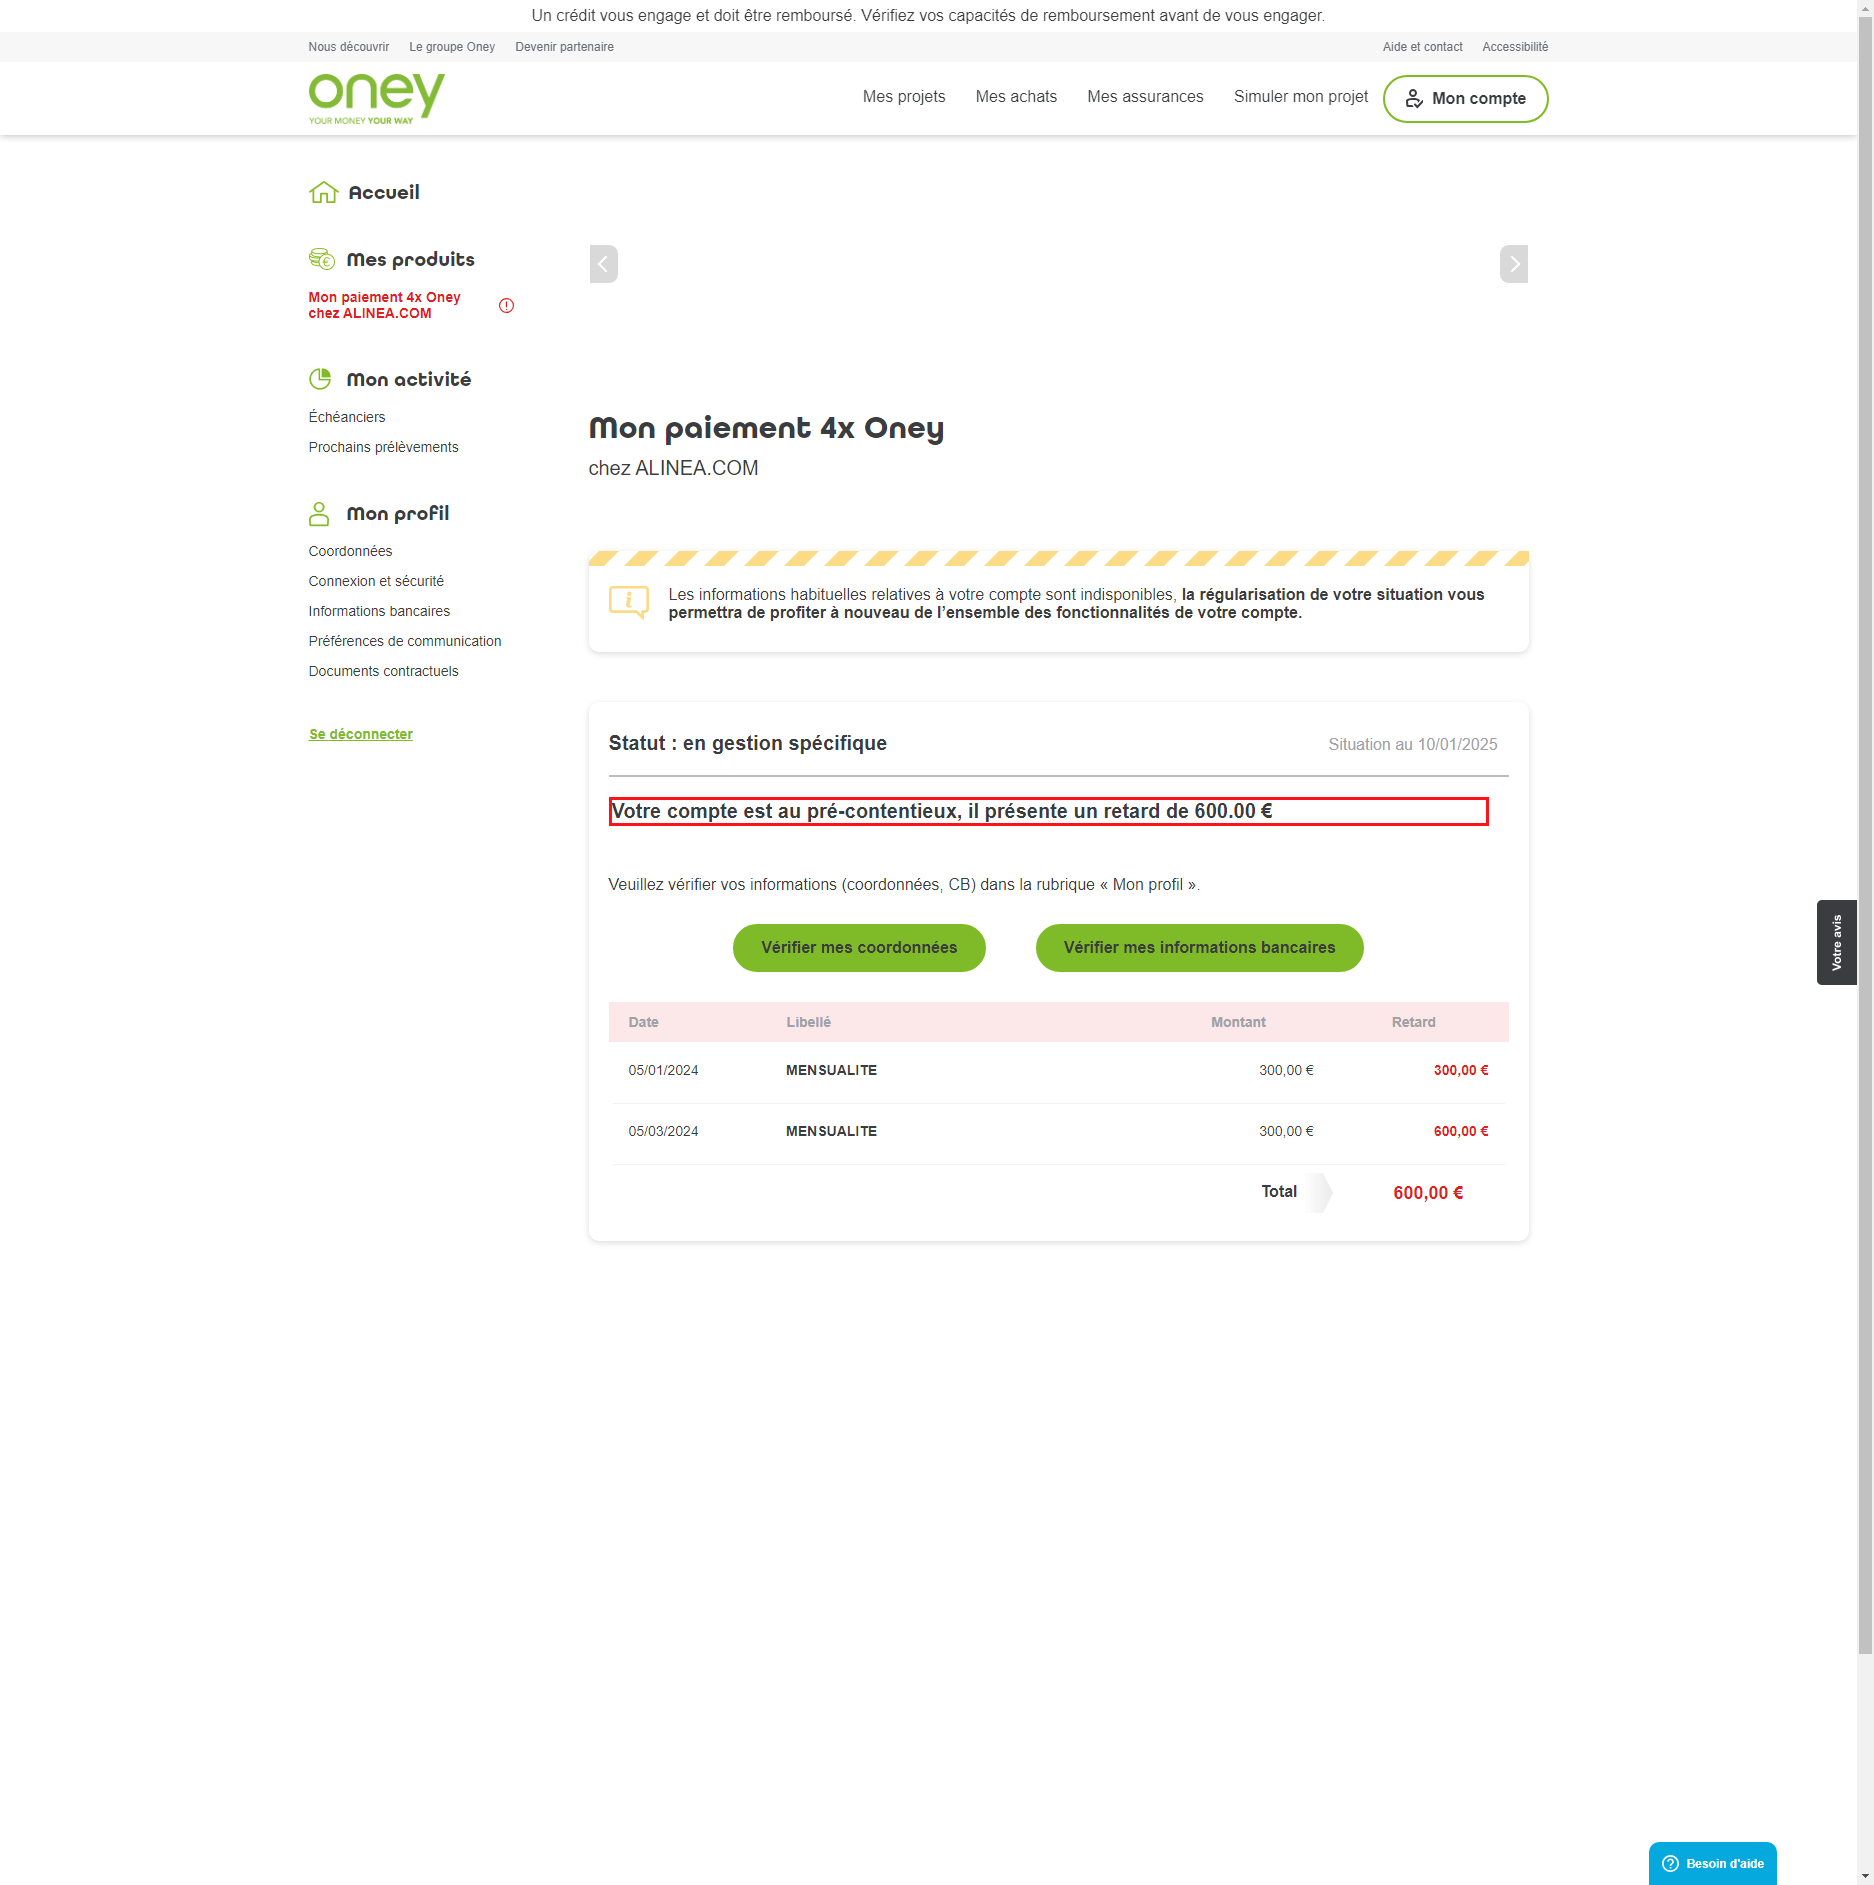 Un crédit vous engage et doit être remboursé. Vérifiez vos capacités de remboursement avant de vous engager.
Nous découvrir Le groupe Oney Devenir partenaire Aide et contact Accessibilité
oney
YOUR MONEY YOUR WAY
Mes projets Mes achats Mes assurances Simuler mon projet Mon compte
Accueil
Mes produits
Mon paiement 4x Oney
chez ALINEA.COM
Mon activité
Échéanciers
Prochains prélèvements
Mon profil
Coordonnées
Connexion et sécurité
Informations bancaires
Préférences de communication
Documents contractuels
Se déconnecter
Mon paiement 4x Oney
chez ALINEA.COM
Les informations habituelles relatives à votre compte sont indisponibles, la régularisation de votre situation vous
permettra de profiter à nouveau de l’ensemble des fonctionnalités de votre compte.
Statut : en gestion spécifique Situation au 10/01/2025
Votre compte est au pré-contentieux, il présente un retard de 600.00 €
Veuillez vérifier vos informations (coordonnées, CB) dans la rubrique « Mon profil ».
Vérifier mes coordonnées Vérifier mes informations bancaires
Date Libellé Montant Retard
05/01/2024 MENSUALITE 300,00 € 300,00 €
05/03/2024 MENSUALITE 300,00 € 600,00 €
Total 600,00 €
Votre avis
Besoin d'aide